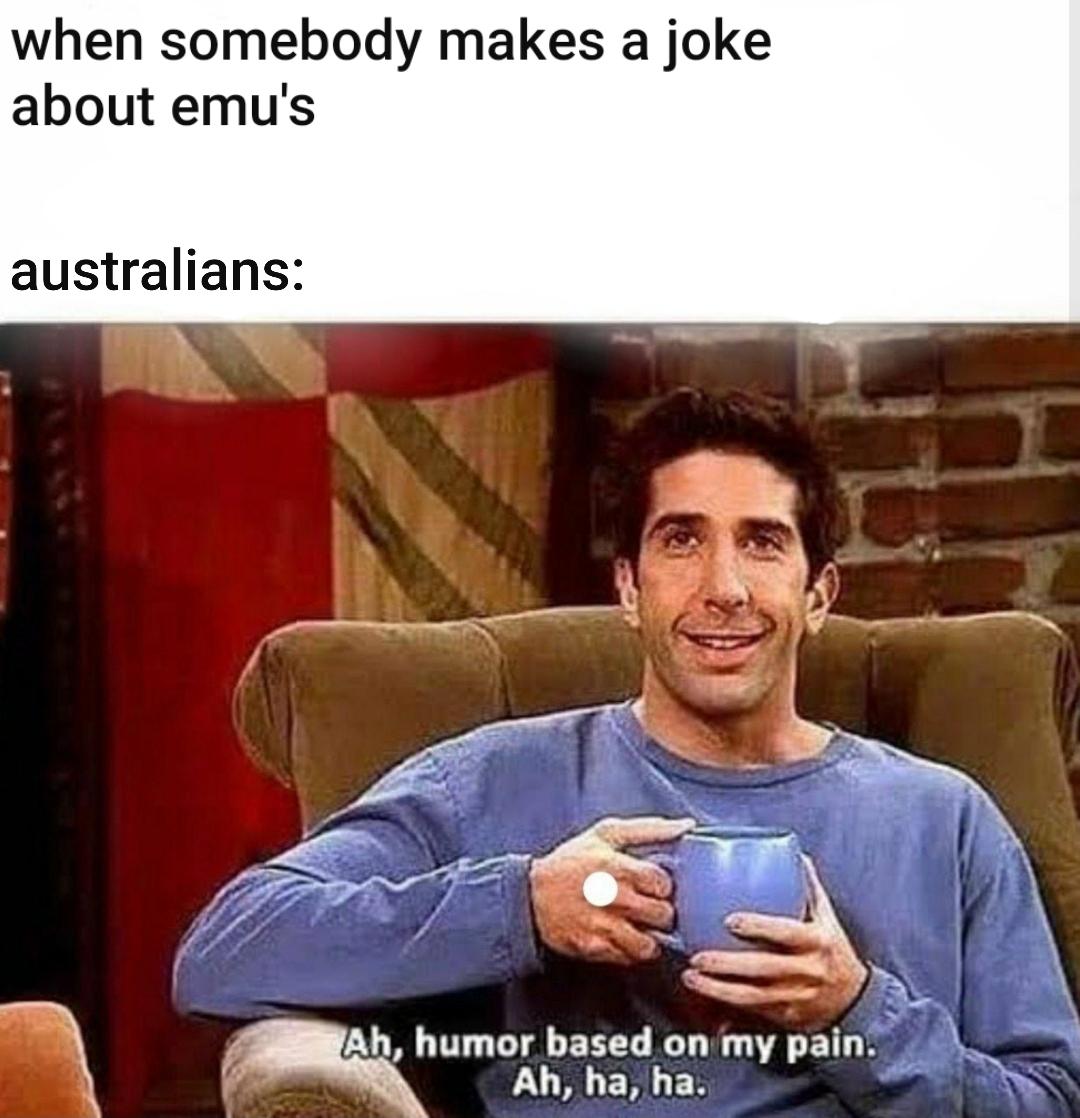 when somebody makes a joke
about emu's
australians:
Ah, humor based on my pain.
Ah, ha, ha.